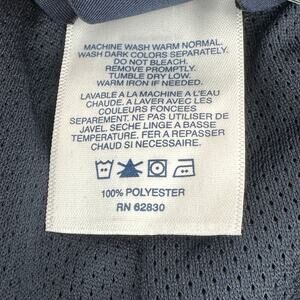 MACHINE WASH WARM NORMAL.
WASH DARK COLORS SEPARATELY.
DO NOT BLEACH.
REMOVE PROMPTLY.
TUMBLE DRY LOW.
WARM IRON IF NEEDED.
LAVABLE A LA MACHINE A L'EAU
CHAUDE. A LAVER AVEC LES
COULEURS FONCEES
SEPAREMENT. NE PAS UTILISER DE
JAVEL. SECHE LINGE A BASSE
TEMPERATURE. FER A REPASSER
CHAUD SI NECESSAIRE.
100% POLYESTER
RN 62830